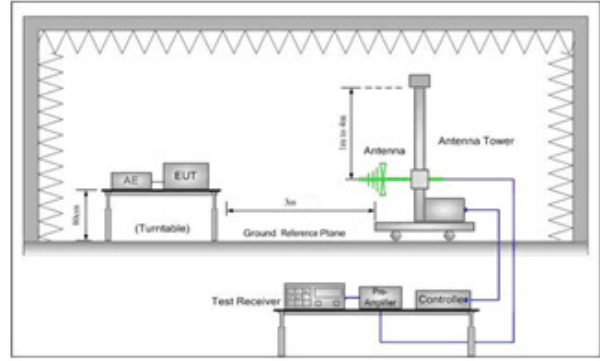 1m to 4m
Antenna
Antenna Tower
AE
EUT
80cm
(Turntable)
3m
Ground Reference Plane
Test Receiver
Pre-
Amplifier
Controller